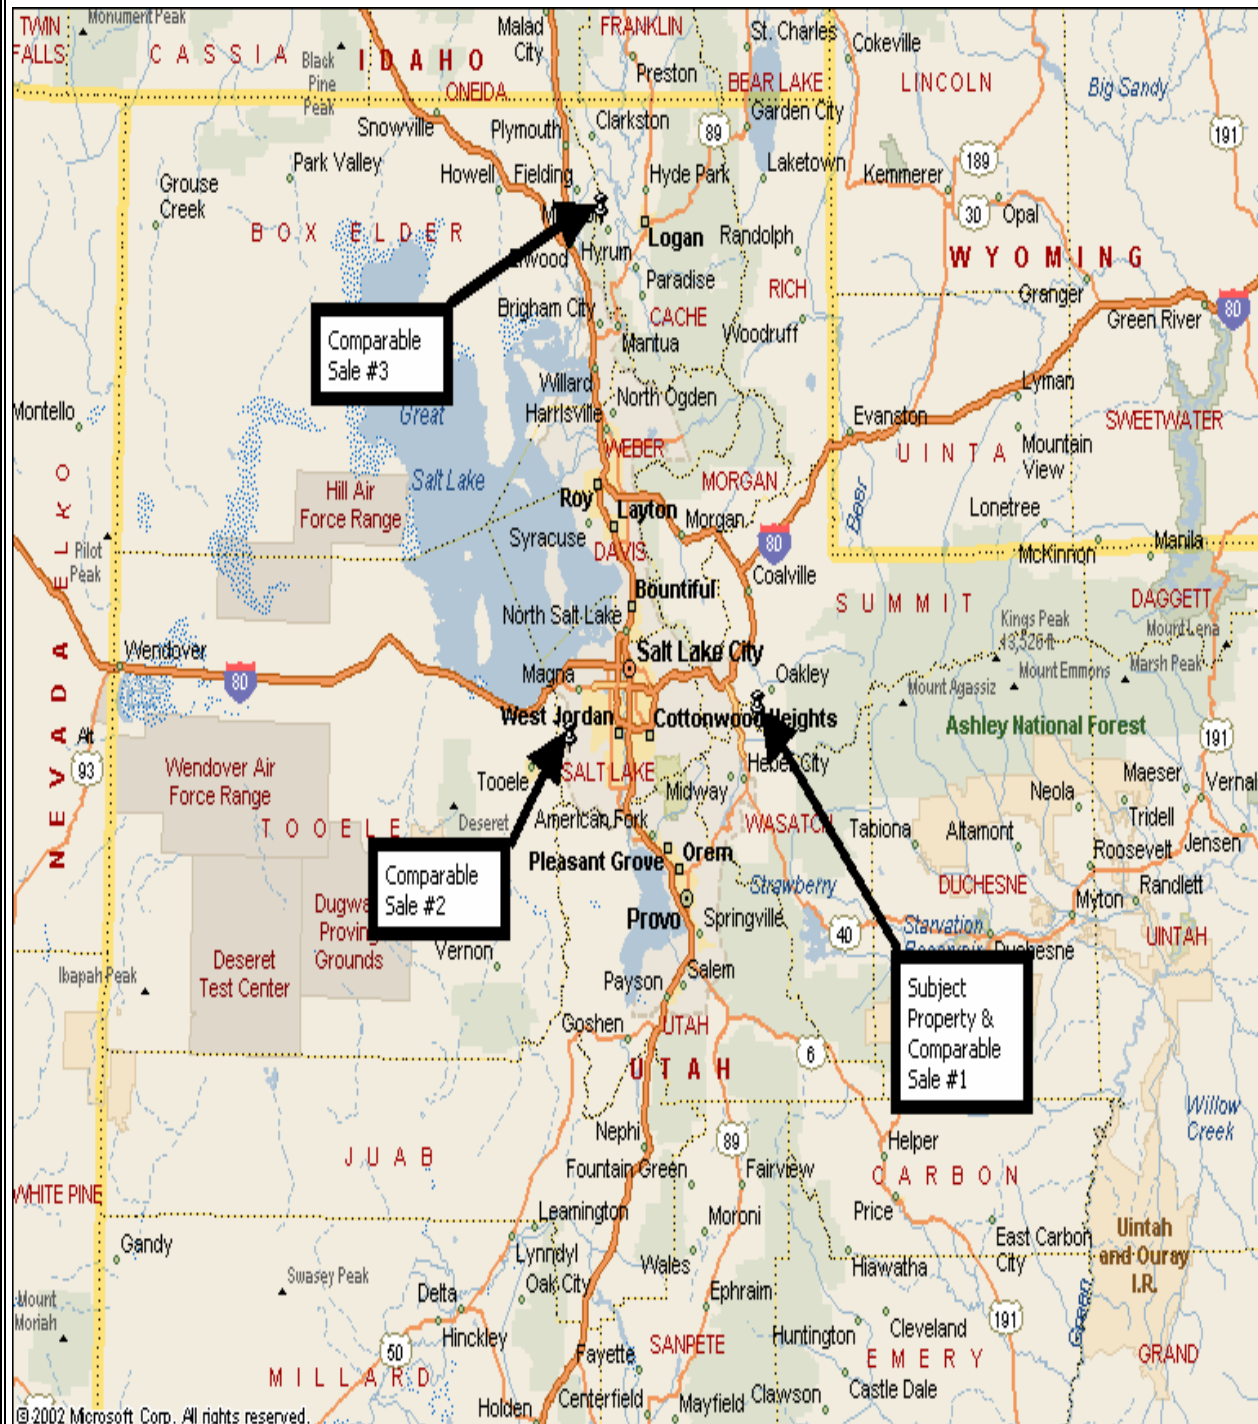 Monument Peak
TWIN
FALLS
CASSIA
Black
Pine
Peak
IDAHO
Malad
City
FRANKLIN
Preston
St. Charles
Cokeville
BEAR LAKE
LINCOLN
Big Sandy
ONEIDA
Snowville
Plymouth
Clarkston
89
Garden City
191
Park Valley
Howell
Fielding
Hyde Park
Laketown
Kemmerer
189
Grouse
Creek
30
Opal
BOX ELDER
Logan
Randolph
Hyrum
WYOMING
Paradise
RICH
Granger
Green River
80
Brigham City
CACHE
Woodruff
Mantua
Comparable
Sale #3
Willard
North Ogden
Lyman
Montello
Great
Salt Lake
Harrisville
Evanston
SWEETWATER
WEBER
UINTA
Mountain
View
ELKO
Hill Air
Force Range
MORGAN
Roy
Layton
Morgan
Bear
Lonetree
Syracuse
DAVIS
80
McKinnon
Manila
Pilot
Peak
Coalville
Bountiful
SUMMIT
DAGGETT
North Salt Lake
Kings Peak
13,526 ft
Mount Lena
Wendover
Salt Lake City
Mount Emmons
Marsh Peak
80
Magna
Oakley
Mount Agassiz
NEVADA
West Jordan
Cottonwood Heights
Ashley National Forest
191
Alt
93
Wendover Air
Force Range
Tooele
SALT LAKE
Heber City
Midway
Maeser
Vernal
Neola
TOOELE
Deseret
American Fork
WASATCH
Tabiona
Altamont
Tridell
Roosevelt
Jensen
Pleasant Grove
Orem
Comparable
Sale #2
Strawberry
DUCHESNE
Myton
Randlett
Provo
Springville
40
Starvation
UINTAH
Deseret
Test Center
Proving
Grounds
Vernon
Ibapah Peak
Salem
Payson
Subject
Property &
Comparable
Sale #1
Goshen
UTAH
UTAH
6
Willow
Creek
Nephi
89
Helper
JUAB
Fountain Green
Fairview
CARBON
WHITE PINE
Leamington
Moroni
Price
East Carbon
City
Uintah
and Ouray
I.R.
Gandy
Lynndyl
Wales
Hiawatha
Swasey Peak
Oak City
Mount
Moriah
Delta
Ephraim
Green
Hinckley
Huntington
Cleveland
191
50
Fayette
SANPETE
EMERY
GRAND
MILLARD
Centerfield
Castle Dale
Holden
Mayfield
Clawson
© 2002 Microsoft Corp. All rights reserved.